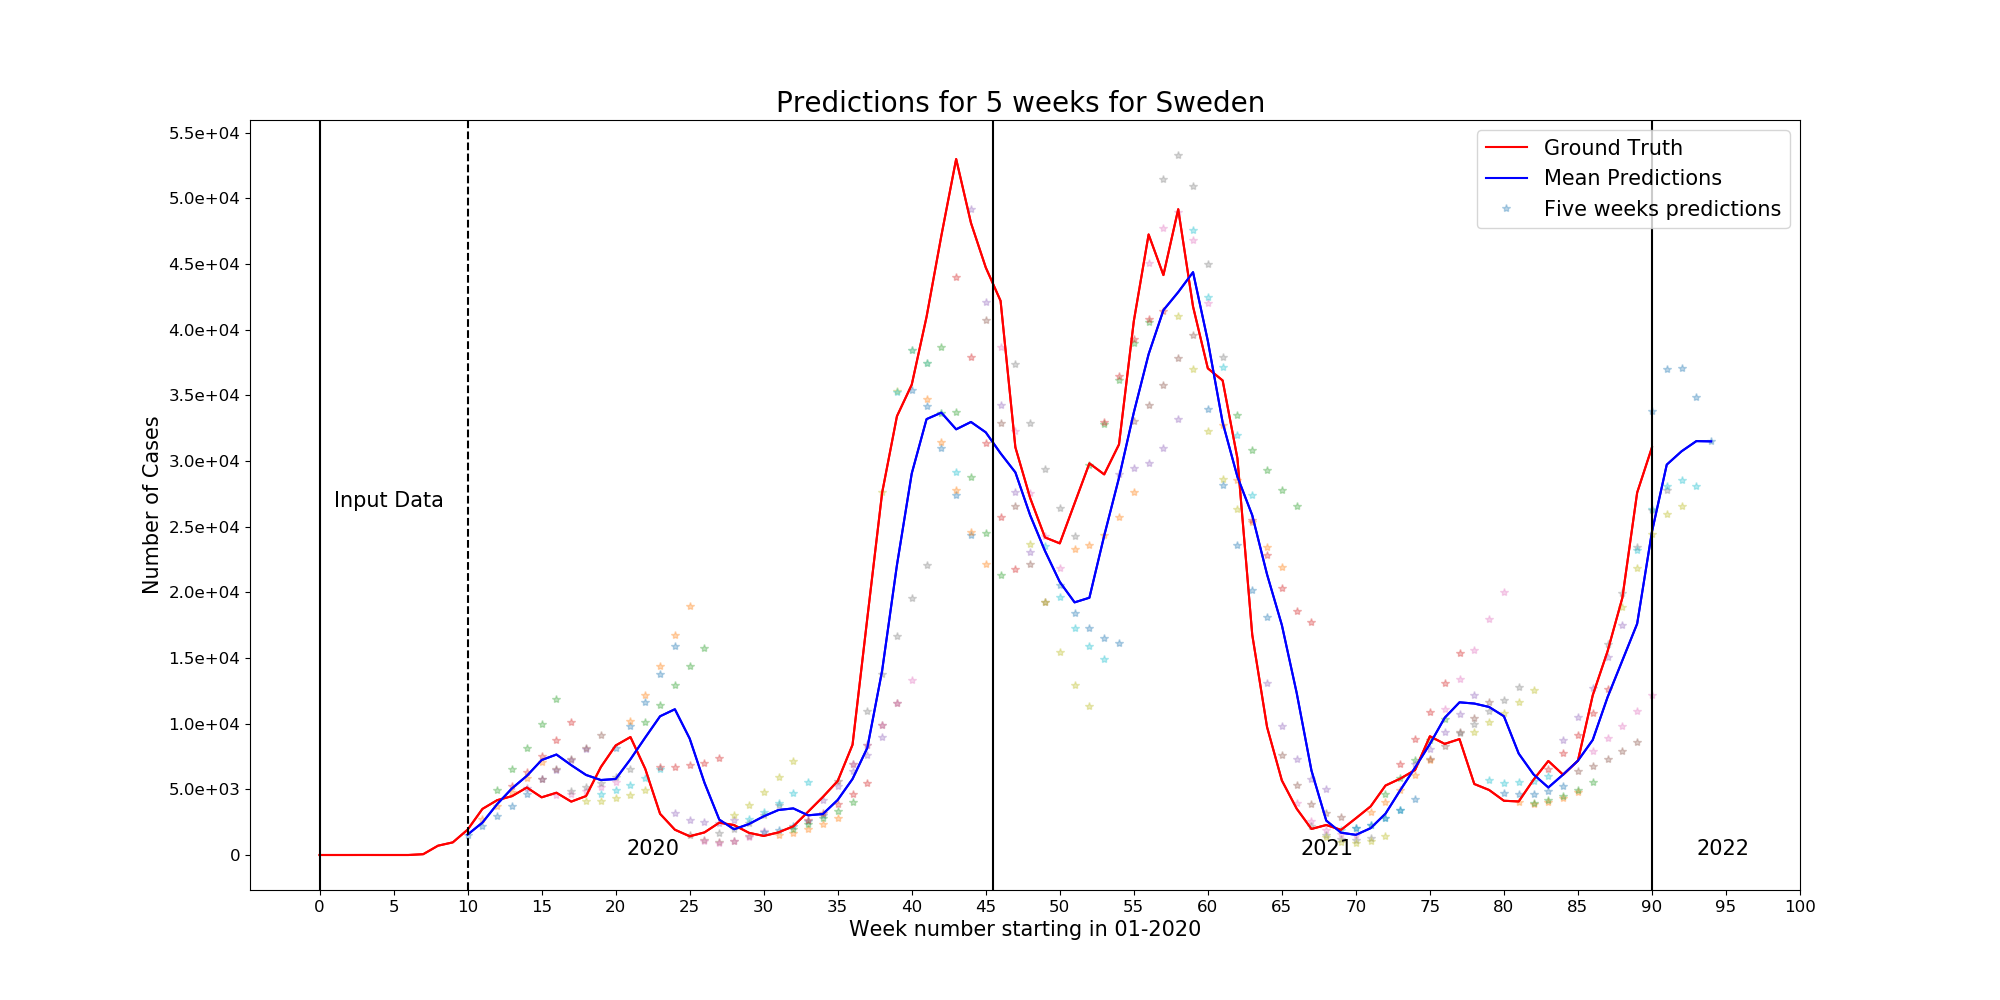 Predictions for 5 weeks for Sweden
Ground Truth
Mean Predictions
Five weeks predictions
5.5e+04
5.0e+04
4.5e+04
4.0e+04
3.5e+04
3.0e+04
2.5e+04
2.0e+04
1.5e+04
1.0e+04
5.0e+03
0
Number of Cases
Input Data
2020 2021 2022
0 5 10 15 20 25 30 35 40 45 50 55 60 65 70 75 80 85 90 95 100
Week number starting in 01-2020